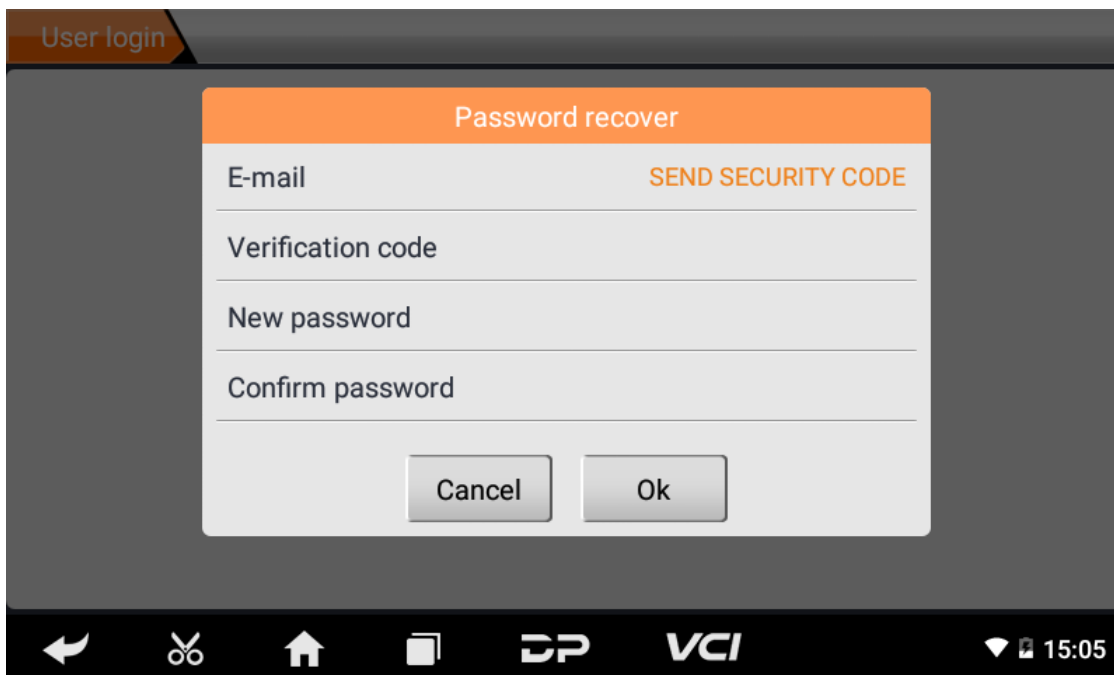 User login
Password recover
E-mail SEND SECURITY CODE
Verification code
New password
Confirm password
Cancel Ok
DP VCI 15:05